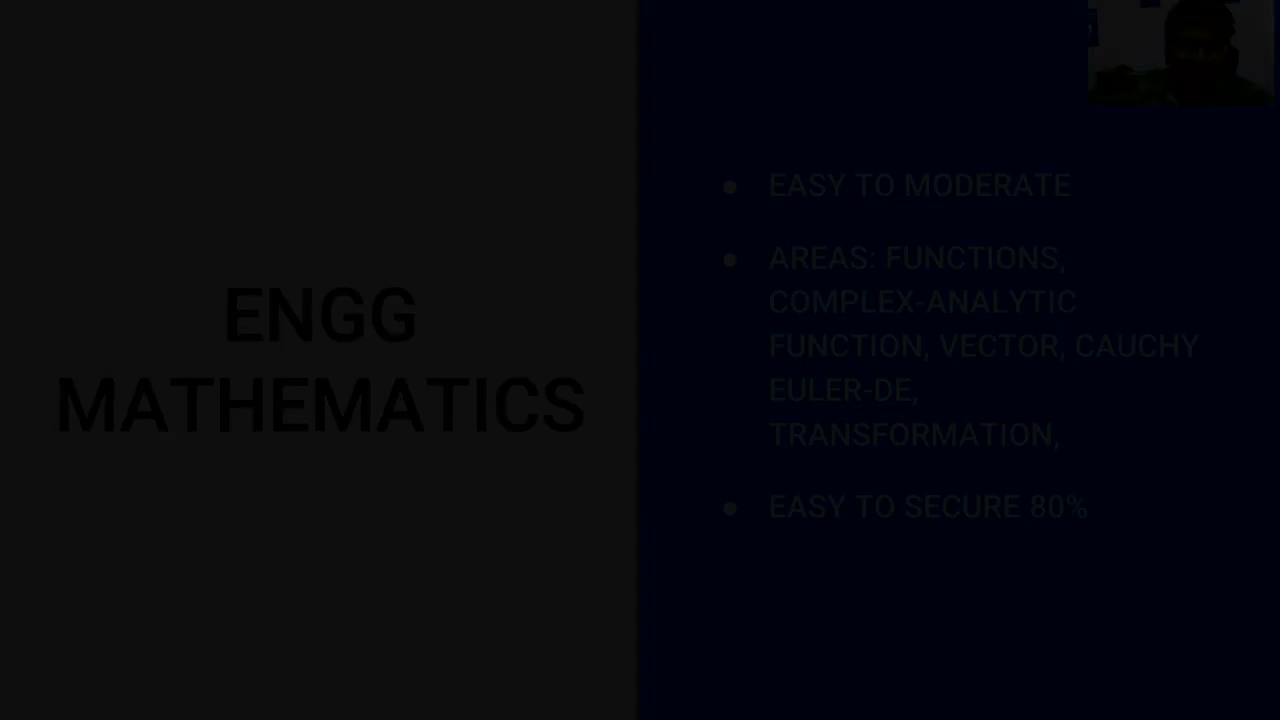 ENGG
MATHEMATICS
● EASY TO MODERATE
● AREAS: FUNCTIONS,
COMPLEX-ANALYTIC
FUNCTION, VECTOR, CAUCHY
EULER-DE,
TRANSFORMATION,
● EASY TO SECURE 80%